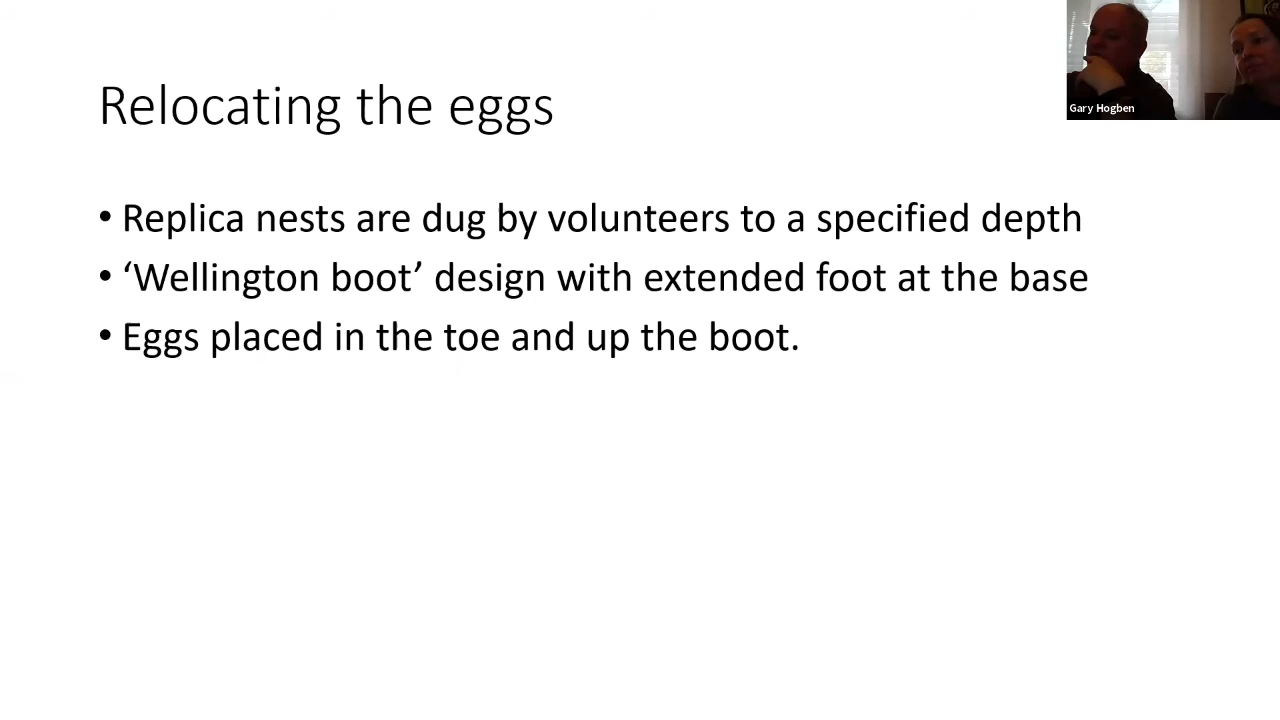 Relocating the eggs
• Replica nests are dug by volunteers to a specified depth
• ‘Wellington boot’ design with extended foot at the base
• Eggs placed in the toe and up the boot.
Gary Hogben